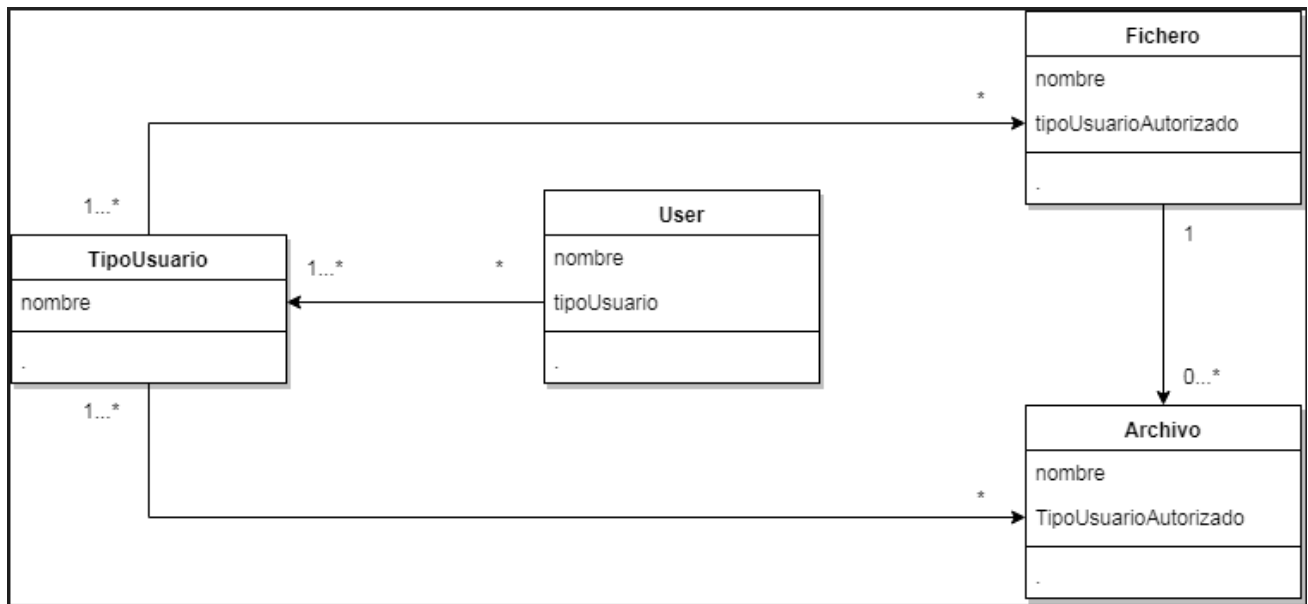 Fichero
nombre
*
tipoUsuarioAutorizado
.
1...*
User
1
TipoUsuario
nombre
1...*
*
nombre
tipoUsuario
.
.
1...*
0...*
Archivo
nombre
*
TipoUsuarioAutorizado
.